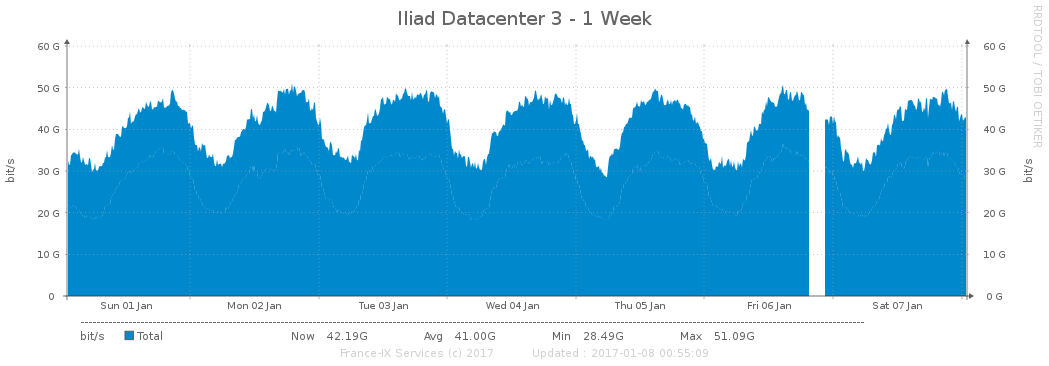 Iliad Datacenter 3 - 1 Week
RRDTOOL / TOBI OETIKER
60 G 60 G
50 G 50 G
40 G 40 G
30 G 30 G
20 G 20 G
10 G 10 G
0 0 G
bit/s bit/s
Sun 01 Jan Mon 02 Jan Tue 03 Jan Wed 04 Jan Thu 05 Jan Fri 06 Jan Sat 07 Jan
bit/s Total Now 42.19G Avg 41.00G Min 28.49G Max 51.09G
France-IX Services (c) 2017 Updated : 2017-01-08 00:55:09